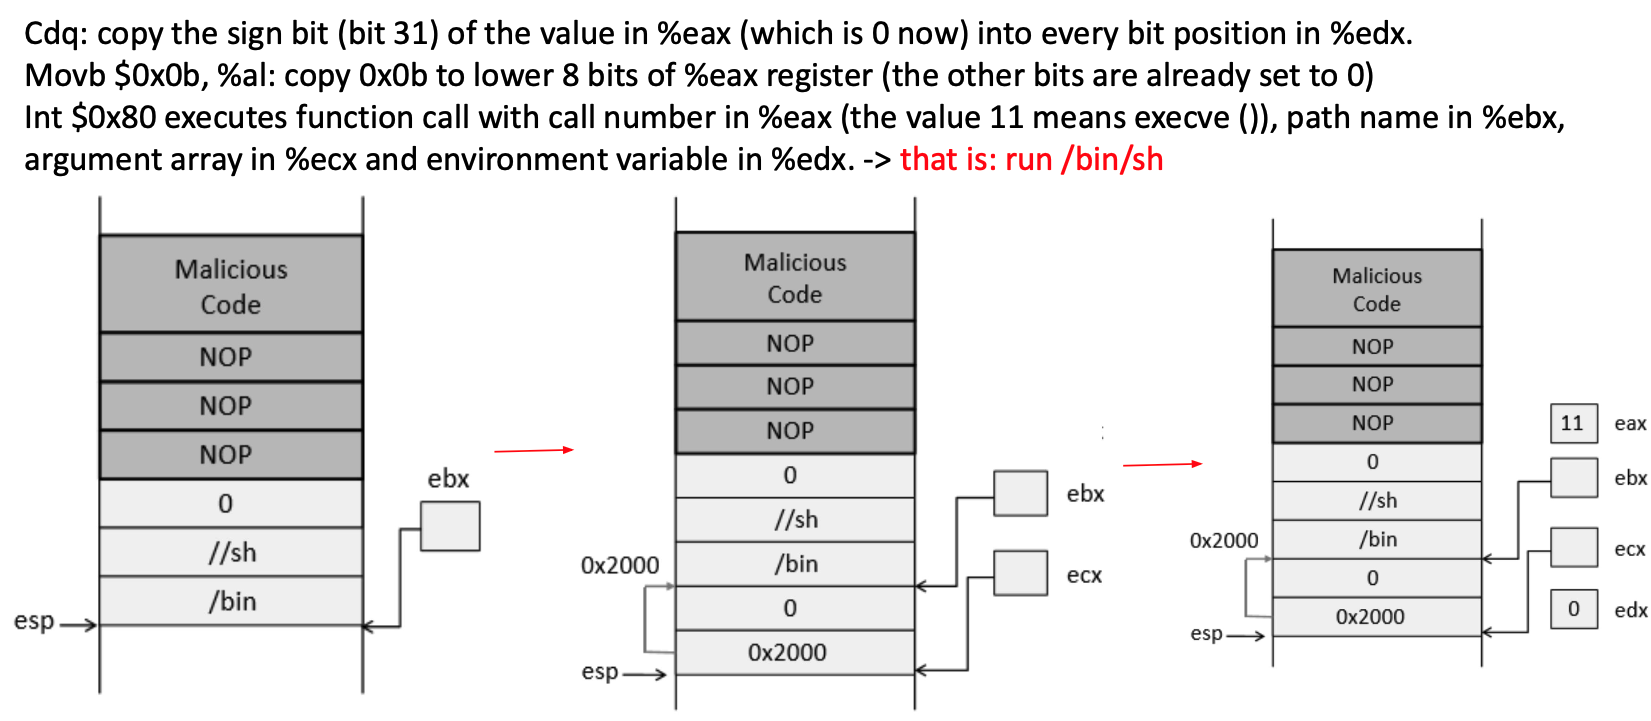 Cdq: copy the sign bit (bit 31) of the value in %eax (which is 0 now) into every bit position in %edx.
Movb $0x0b, %al: copy 0x0b to lower 8 bits of %eax register (the other bits are already set to 0)
Int $0x80 executes function call with call number in %eax (the value 11 means execve ()), path name in %ebx,
argument array in %ecx and environment variable in %edx. -> that is: run /bin/sh
Malicious
Code
NOP
NOP
NOP
0
//sh
/bin
esp
ebx
Malicious
Code
NOP
NOP
NOP
0
//sh
/bin
0
0x2000
0x2000
esp
ebx
ecx
:
Malicious
Code
NOP
NOP
NOP
0
//sh
/bin
0
0x2000
0x2000
esp
11 eax
ebx
ecx
0 edx